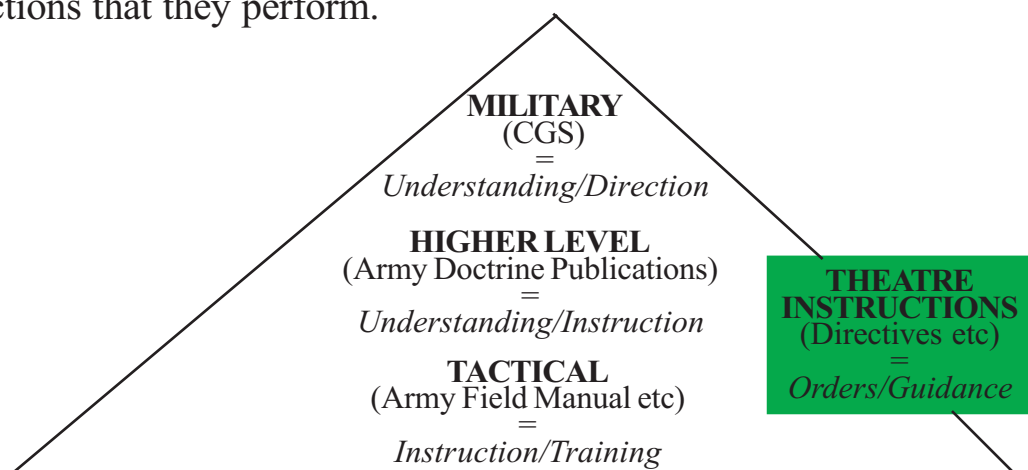 ctions that they perform.
MILITARY
(CGS)
=
Understanding/Direction
HIGHER LEVEL
(Army Doctrine Publications)
=
Understanding/Instruction
TACTICAL
(Army Field Manual etc)
=
Instruction/Training
THEATRE
INSTRUCTIONS
(Directives etc)
=
Orders/Guidance